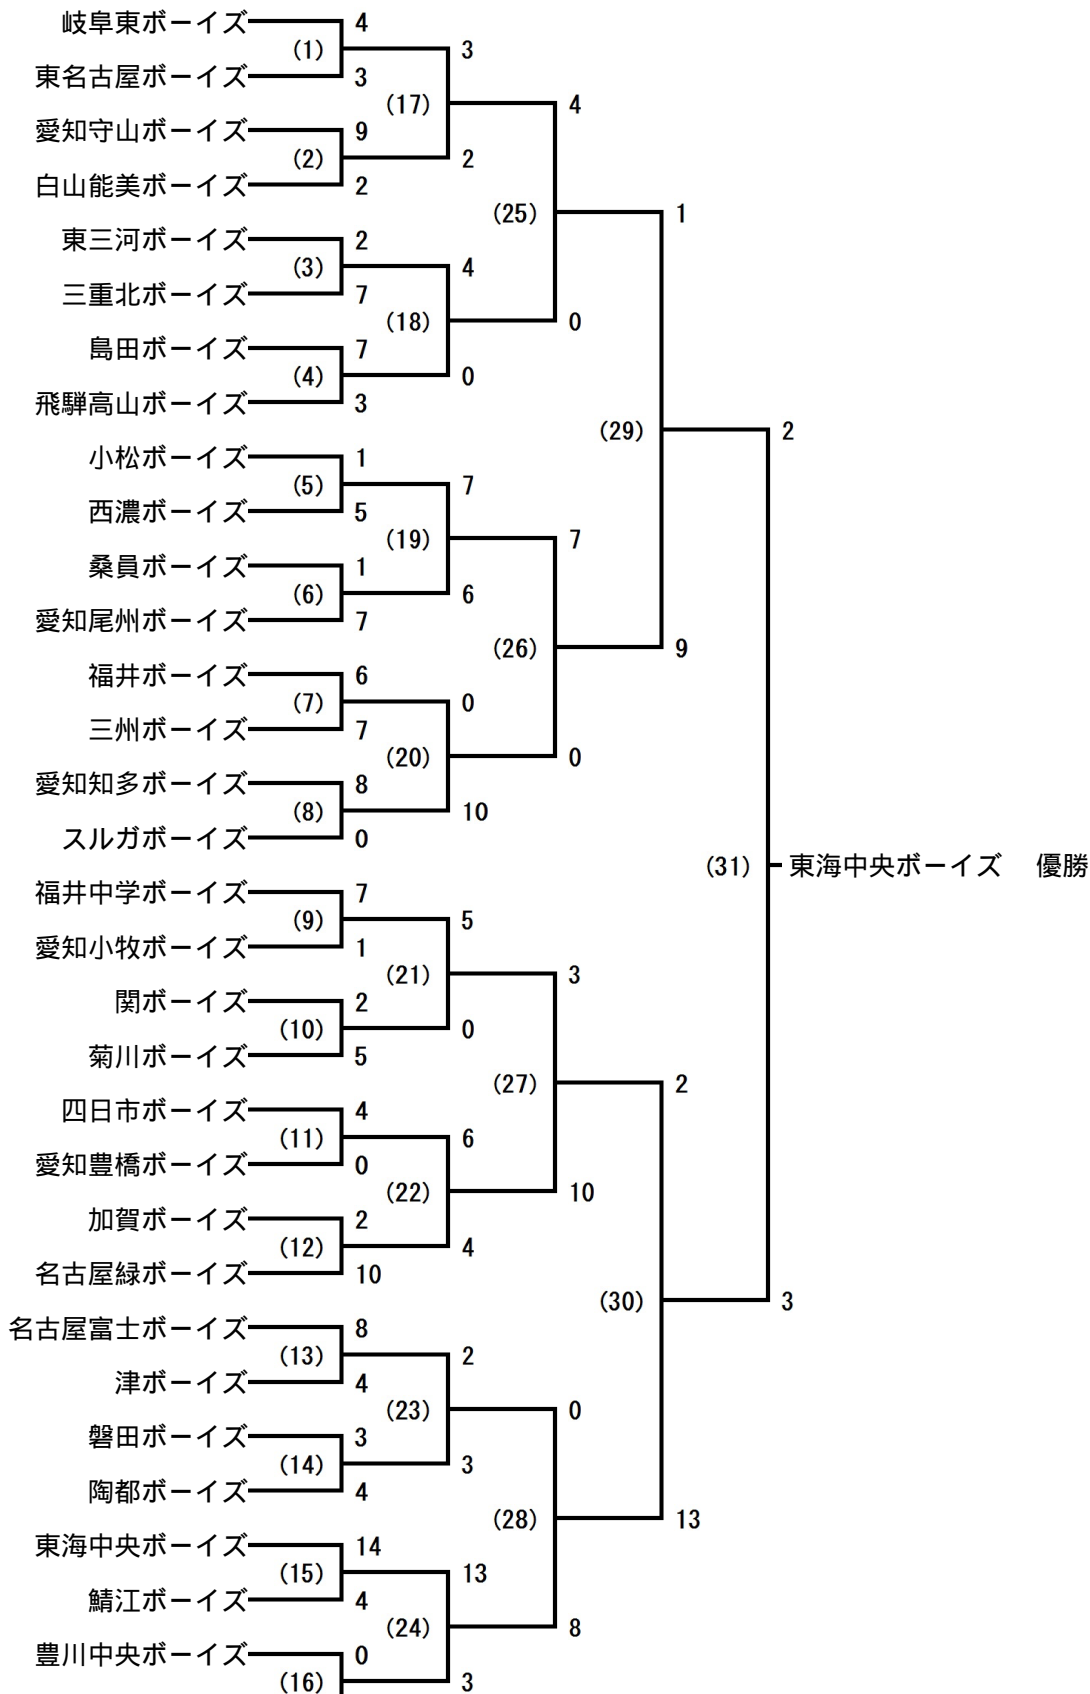 岐阜東ボーイズ 4
(1) 3
東名古屋ボーイズ 3
(17) 4
愛知守山ボーイズ 9
(2) 2
白山能美ボーイズ 2
(25) 1
東三河ボーイズ 2
(3) 4
三重北ボーイズ 7
(18) 0
島田ボーイズ 7
(4) 0
飛騨高山ボーイズ 3
(29) 2
小松ボーイズ 1
(5) 7
西濃ボーイズ 5
(19) 7
桑員ボーイズ 1
(6) 6
愛知尾州ボーイズ 7
(26) 9
福井ボーイズ 6
(7) 0
三州ボーイズ 7
(20) 0
愛知知多ボーイズ 8
(8) 10
スルガボーイズ 0
(31) 東海中央ボーイズ 優勝
福井中学ボーイズ 7
(9) 5
愛知小牧ボーイズ 1
(21) 3
関ボーイズ 2
(10) 0
菊川ボーイズ 5
(27) 2
四日市ボーイズ 4
(11) 6
愛知豊橋ボーイズ 0
(22) 10
加賀ボーイズ 2
(12) 4
名古屋緑ボーイズ 10
(30) 3
名古屋富士ボーイズ 8
(13) 2
津ボーイズ 4
(23) 0
磐田ボーイズ 3
(14) 3
陶都ボーイズ 4
(28) 13
東海中央ボーイズ 14
(15) 13
鯖江ボーイズ 4
(24) 8
豊川中央ボーイズ 0
(16) 3